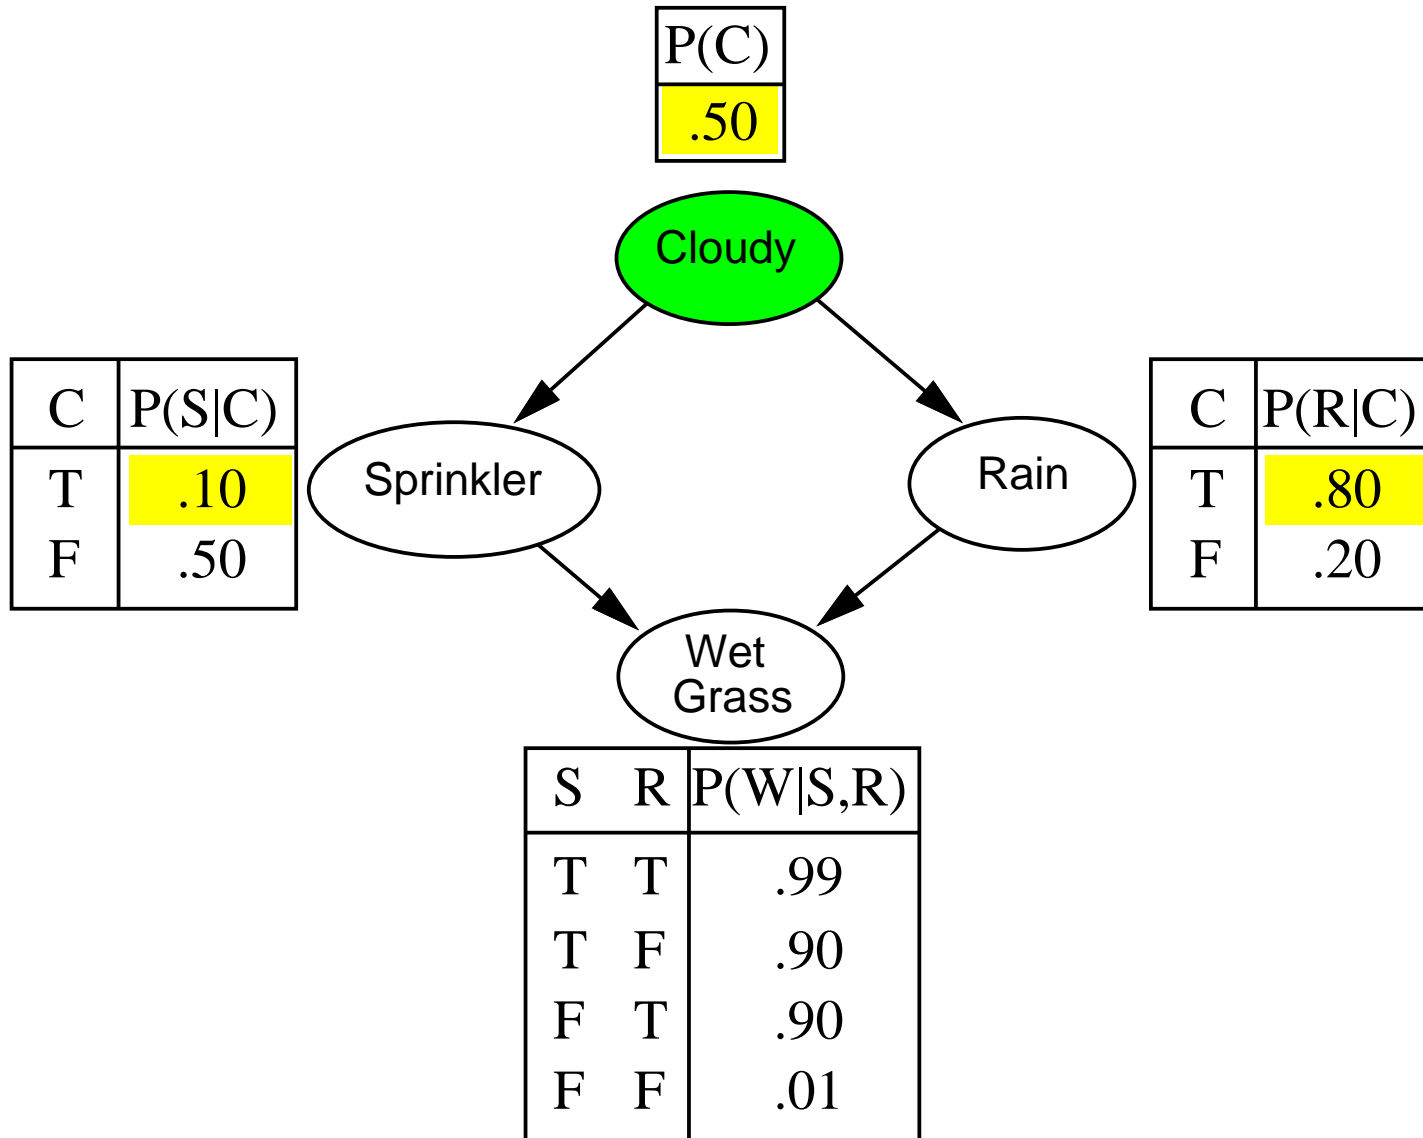 P(C)
.50
Cloudy
C P(S|C)
T .10
F .50
Sprinkler
Rain
C P(R|C)
T .80
F .20
Wet
Grass
S R P(W|S,R)
T T .99
T F .90
F T .90
F F .01